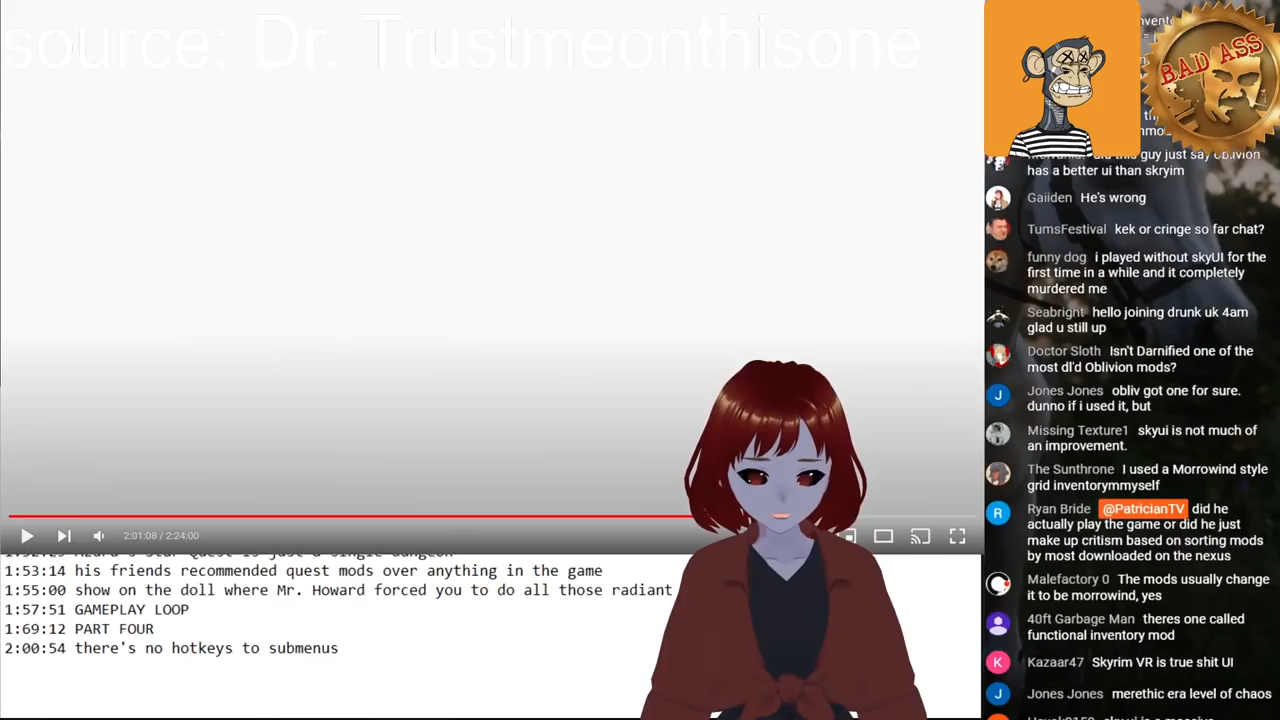 source: Dr. Trustmeonthisone
BAD ASS
guy just say oblivion
has a better ui than skryim
Gaiiden He's wrong
TumsFestival kek or cringe so far chat?
funny dog i played without skyUI for the
first time in a while and it completely
murdered me
Seabright hello joining drunk uk 4am
glad u still up
Doctor Sloth Isn't Darnified one of the
most dl'd Oblivion mods?
Jones Jones obliv got one for sure.
dunno if i used it, but
Missing Texture1 skyui is not much of
an improvement.
The Sunthrone I used a Morrowind style
grid inventorymmyself
Ryan Bride @PatricianTV did he
actually play the game or did he just
make up critism based on sorting mods
by most downloaded on the nexus
Malefactory 0 The mods usually change
it to be morrowind, yes
40ft Garbage Man theres one called
functional inventory mod
Kazaar47 Skyrim VR is true shit UI
Jones Jones merethic era level of chaos
2:01:08 / 2:24:00
1:53:14 his friends recommended quest mods over anything in the game
1:55:00 show on the doll where Mr. Howard forced you to do all those radiant
1:57:51 GAMEPLAY LOOP
1:69:12 PART FOUR
2:00:54 there's no hotkeys to submenus